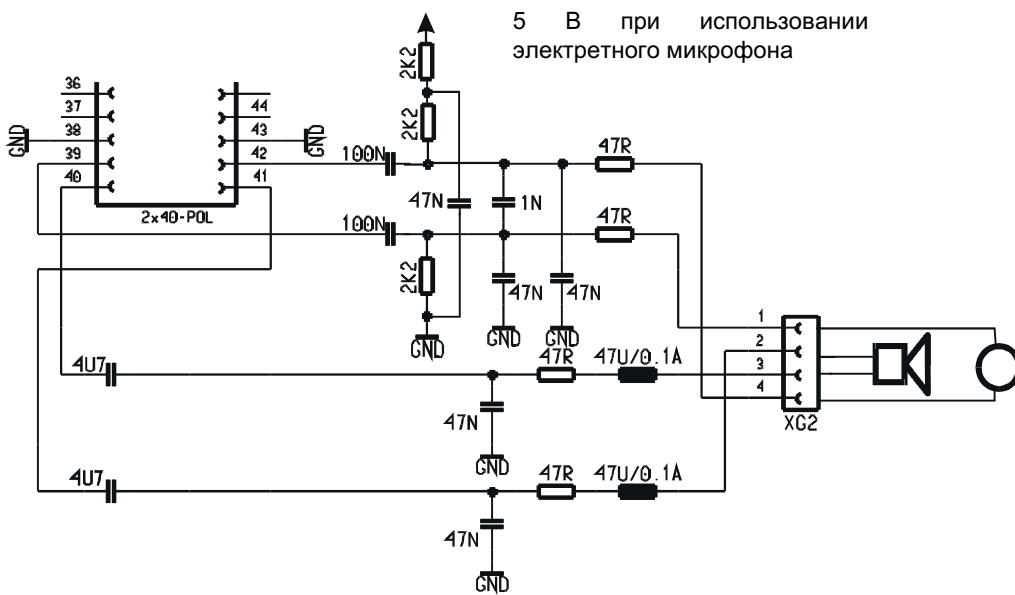 5 В при использовании
электретного микрофона
2K2
36
37
44
GND
38
43
GND
2K2
39
42
100N
47R
40
41
47N
1N
2x40-POL
100N
47R
2K2
47N
47N
GND
GND
GND
1
2
4U7
47R
47U/0.1A
3
4
XG2
47N
GND
4U7
47R
47U/0.1A
47N
GND